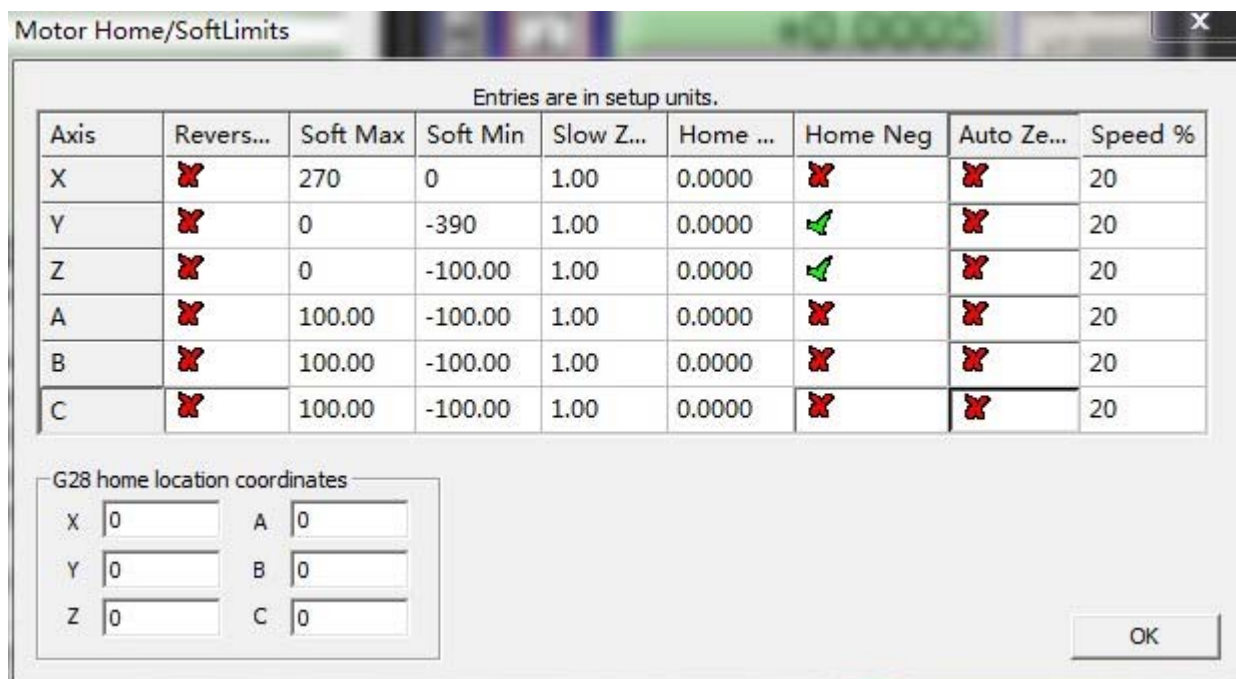 Motor Home/SoftLimits
X
Entries are in setup units.
Axis Revers... Soft Max Soft Min Slow Z... Home ... Home Neg Auto Ze... Speed %
X 270 0 1.00 0.0000 20
Y 0 -390 1.00 0.0000 20
Z 0 -100.00 1.00 0.0000 20
A 100.00 -100.00 1.00 0.0000 20
B 100.00 -100.00 1.00 0.0000 20
C 100.00 -100.00 1.00 0.0000 20
G28 home location coordinates
X 0 A 0
Y 0 B 0
Z 0 C 0
OK